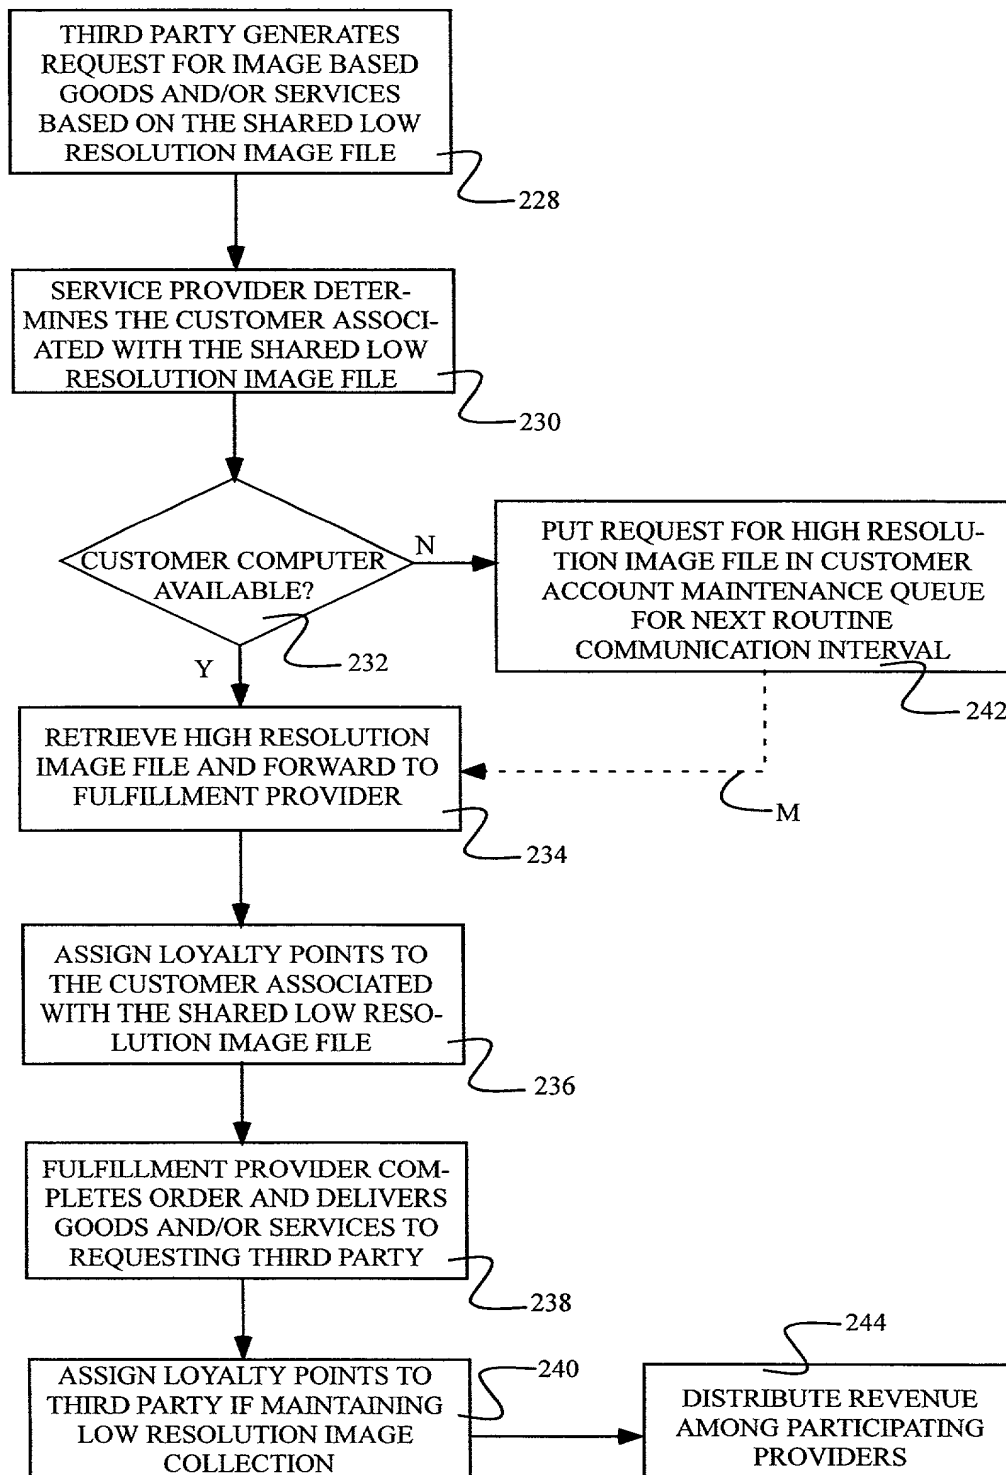 THIRD PARTY GENERATES
REQUEST FOR IMAGE BASED
GOODS AND/OR SERVICES
BASED ON THE SHARED LOW
RESOLUTION IMAGE FILE
228
SERVICE PROVIDER DETER-
MINES THE CUSTOMER ASSOCI-
ATED WITH THE SHARED LOW
RESOLUTION IMAGE FILE
230
CUSTOMER COMPUTER
AVAILABLE?
N
Y
232
PUT REQUEST FOR HIGH RESOLU-
TION IMAGE FILE IN CUSTOMER
ACCOUNT MAINTENANCE QUEUE
FOR NEXT ROUTINE
COMMUNICATION INTERVAL
242
RETRIEVE HIGH RESOLUTION
IMAGE FILE AND FORWARD TO
FULFILLMENT PROVIDER
M
234
ASSIGN LOYALTY POINTS TO
THE CUSTOMER ASSOCIATED
WITH THE SHARED LOW RESO-
LUTION IMAGE FILE
236
FULFILLMENT PROVIDER COM-
PLETES ORDER AND DELIVERS
GOODS AND/OR SERVICES TO
REQUESTING THIRD PARTY
238
ASSIGN LOYALTY POINTS TO
THIRD PARTY IF MAINTAINING
LOW RESOLUTION IMAGE
COLLECTION
240
244
DISTRIBUTE REVENUE
AMONG PARTICIPATING
PROVIDERS